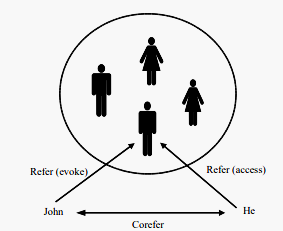 Refer (evoke)
Refer (access)
John
He
Corefer